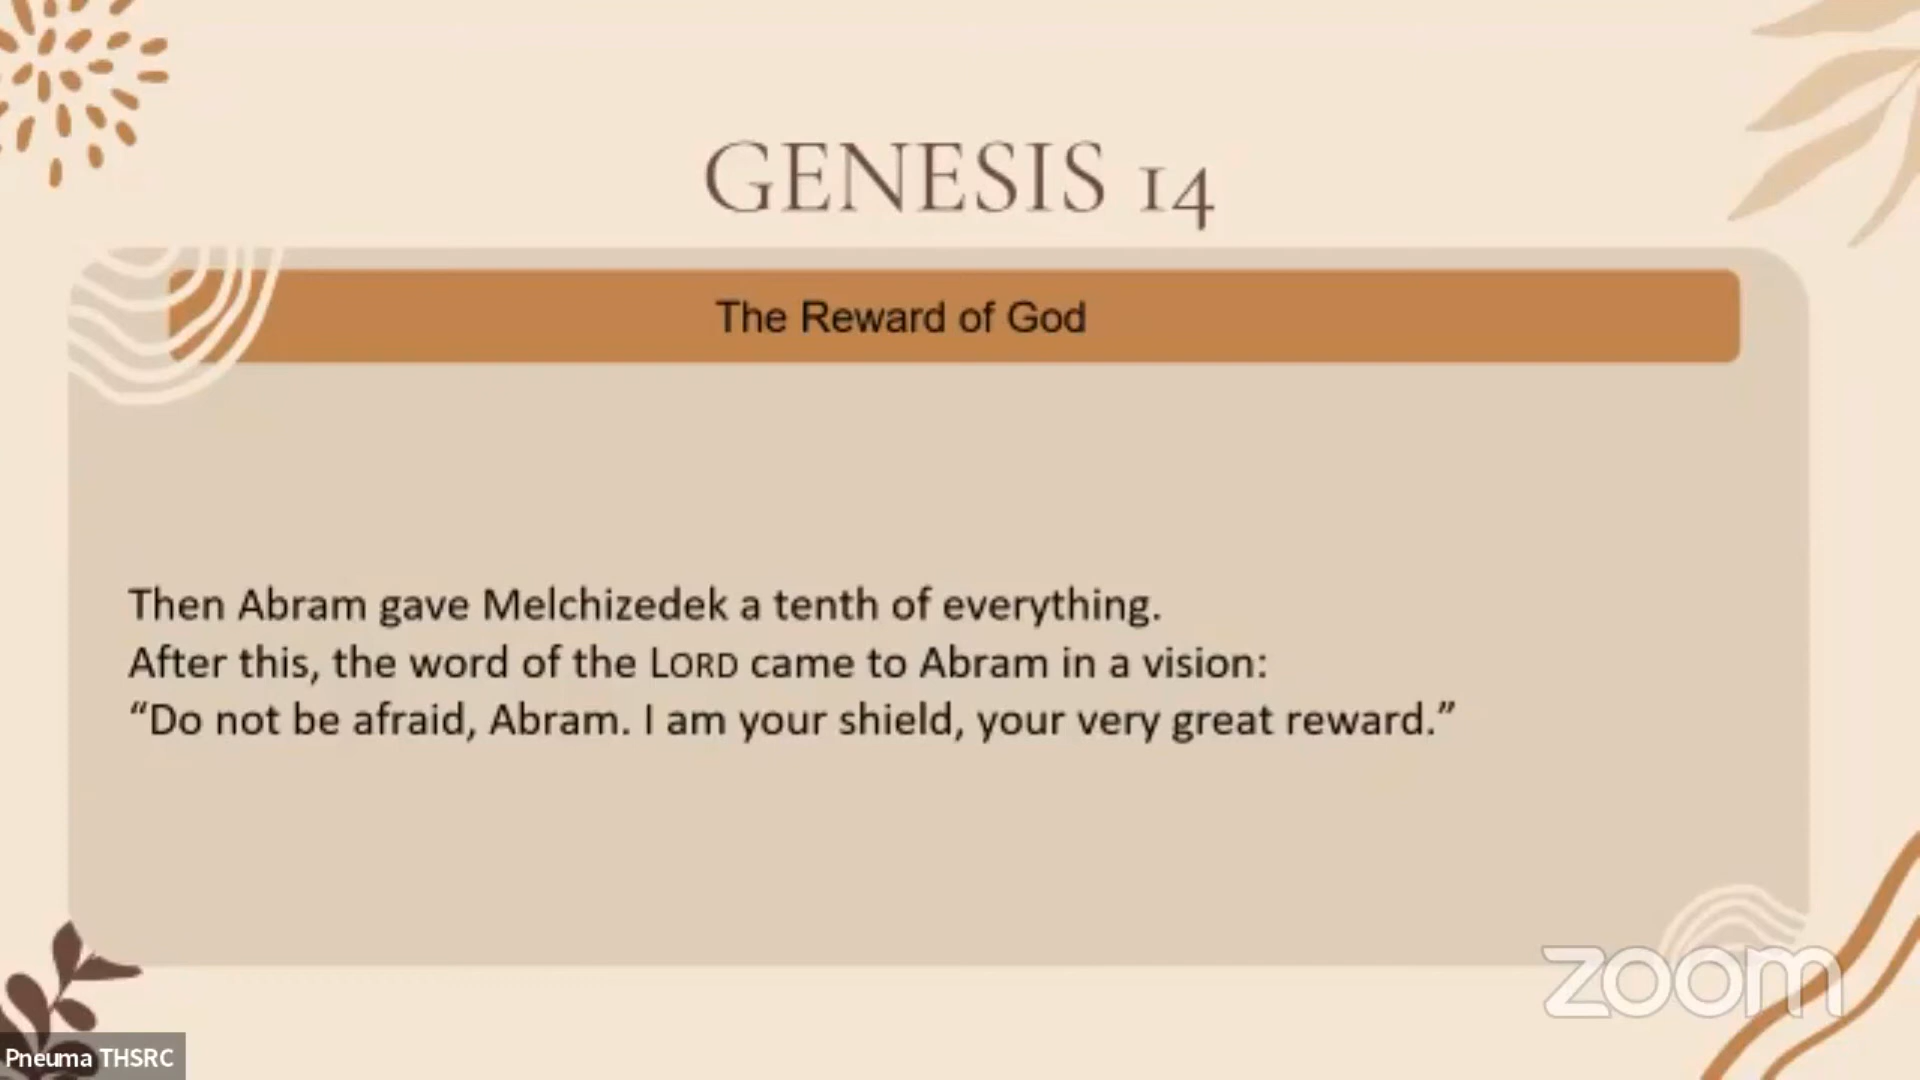 GENESIS 14
The Reward of God
Then Abram gave Melchizedek a tenth of everything.
After this, the word of the LORD came to Abram in a vision:
“Do not be afraid, Abram. I am your shield, your very great reward.”
zoom
Pneuma THSRC